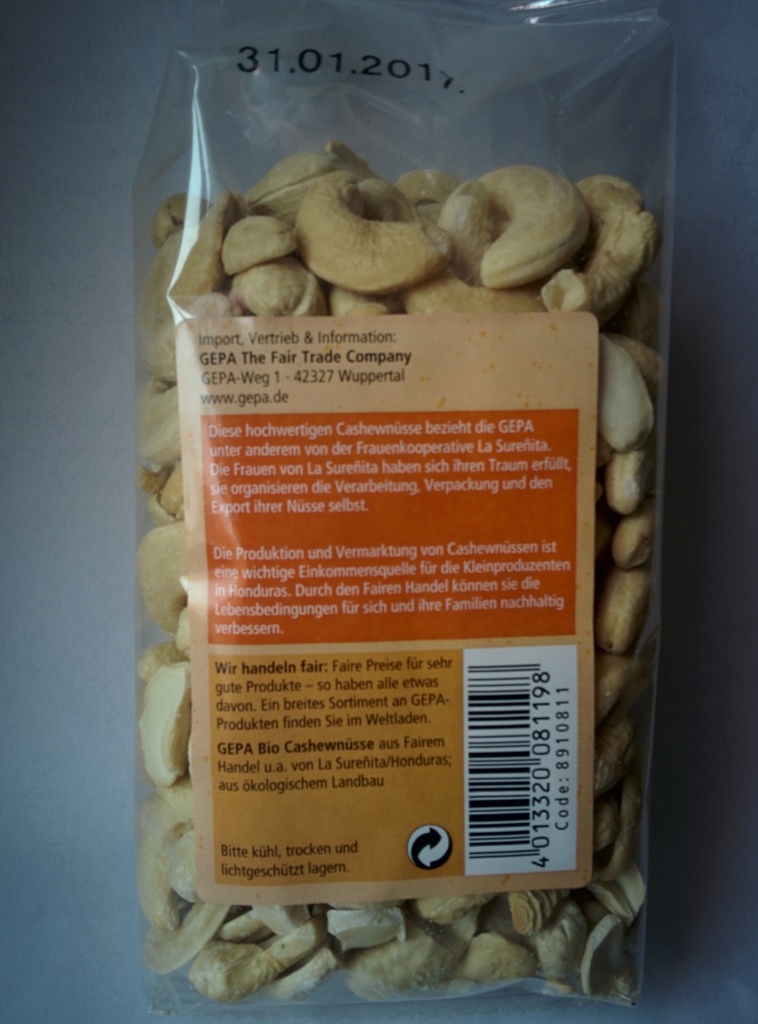 31.01.2017.
Import, Vertrieb & Information:
GEPA The Fair Trade Company
GEPA-Weg 1 · 42327 Wuppertal
www.gepa.de
Diese hochwertigen Cashewnüsse bezieht die GEPA
unter anderem von der Frauenkooperative La Sureñita.
Die Frauen von La Sureñita haben sich ihren Traum erfüllt,
sie organisieren die Verarbeitung, Verpackung und den
Export ihrer Nüsse selbst.
Die Produktion und Vermarktung von Cashewnüssen ist
eine wichtige Einkommensquelle für die Kleinproduzenten
in Honduras. Durch den Fairen Handel können sie die
Lebensbedingungen für sich und ihre Familien nachhaltig
verbessern.
Wir handeln fair: Faire Preise für sehr
gute Produkte – so haben alle etwas
davon. Ein breites Sortiment an GEPA-
Produkten finden Sie im Weltladen.
GEPA Bio Cashewnüsse aus Fairem
Handel u.a. von La Sureñita/Honduras;
aus ökologischem Landbau
Bitte kühl, trocken und
lichtgeschützt lagern.
4 013320 081198
Code: 8910811